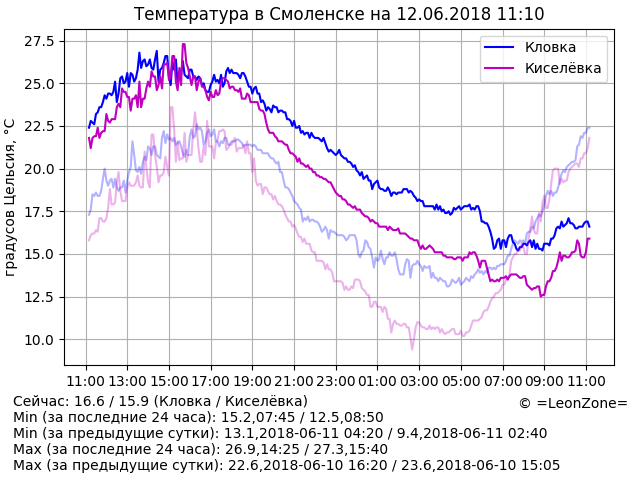 Температура в Смоленске на 12.06.2018 11:10
27.5
25.0
22.5
20.0
17.5
15.0
12.5
10.0
градусов Цельсия, °C
Кловка
Киселёвка
11:00 13:00 15:00 17:00 19:00 21:00 23:00 01:00 03:00 05:00 07:00 09:00 11:00
Сейчас: 16.6 / 15.9 (Кловка / Киселёвка)
© =LeonZone=
Min (за последние 24 часа): 15.2,07:45 / 12.5,08:50
Min (за предыдущие сутки): 13.1,2018-06-11 04:20 / 9.4,2018-06-11 02:40
Max (за последние 24 часа): 26.9,14:25 / 27.3,15:40
Max (за предыдущие сутки): 22.6,2018-06-10 16:20 / 23.6,2018-06-10 15:05